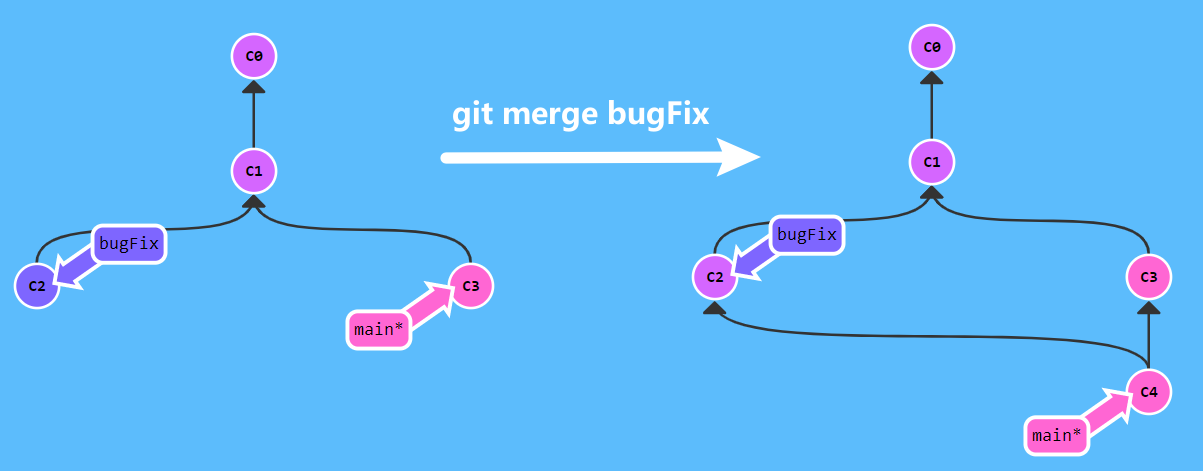 C0
C1
bugFix
C2
C3
main*
git merge bugFix
C0
C1
bugFix
C2
C3
C4
main*